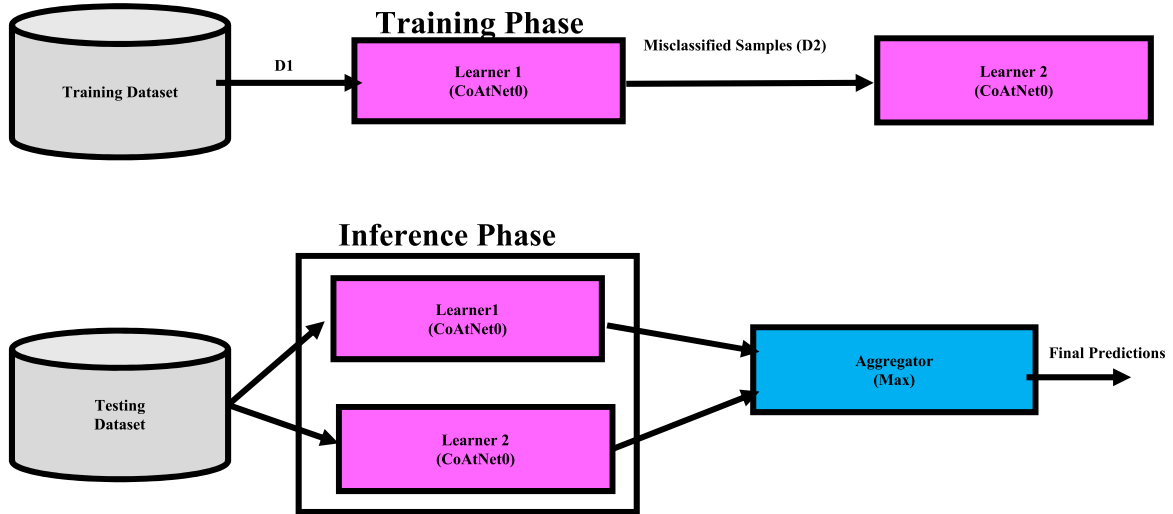 Training Phase
Training Dataset
D1
Learner 1
(CoAtNet0)
Misclassified Samples (D2)
Learner 2
(CoAtNet0)
Inference Phase
Testing
Dataset
Learner1
(CoAtNet0)
Learner 2
(CoAtNet0)
Aggregator
(Max)
Final Predictions